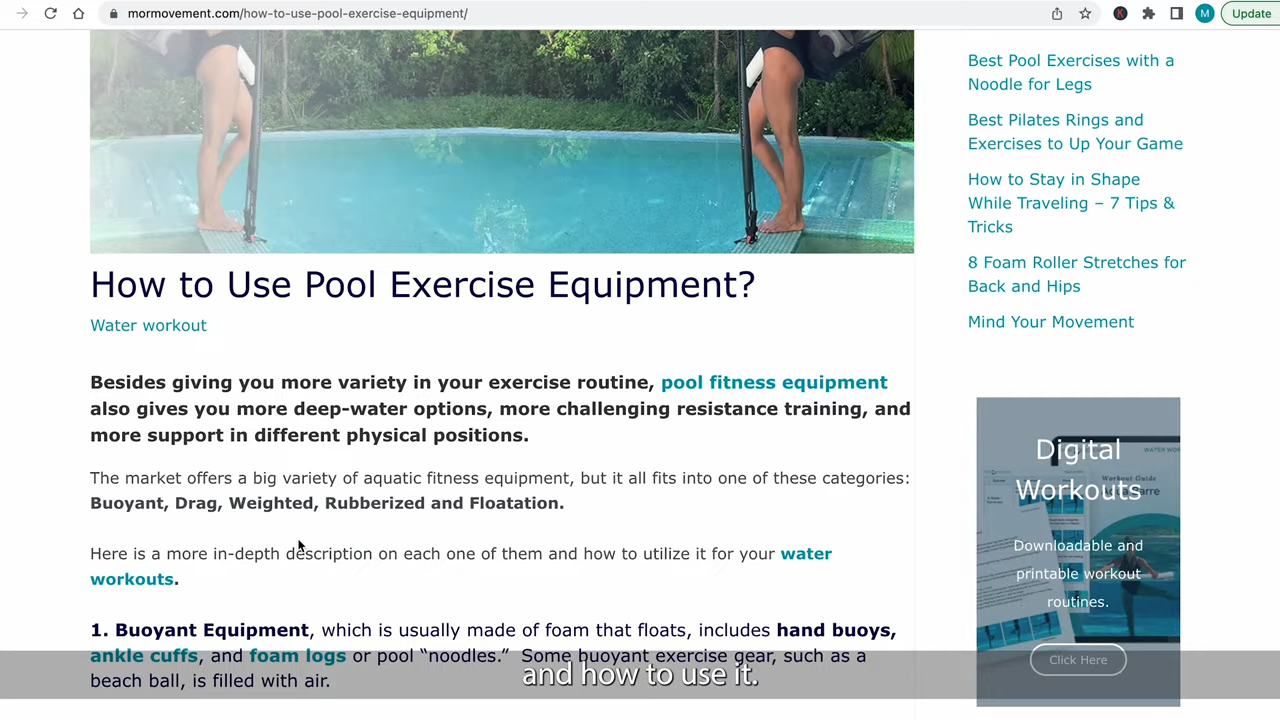 mormovement.com/how-to-use-pool-exercise-equipment/
M
Update
How to Use Pool Exercise Equipment?
Water workout
Besides giving you more variety in your exercise routine, pool fitness equipment
also gives you more deep-water options, more challenging resistance training, and
more support in different physical positions.
The market offers a big variety of aquatic fitness equipment, but it all fits into one of these categories:
Buoyant, Drag, Weighted, Rubberized and Floatation.
Here is a more in-depth description on each one of them and how to utilize it for your water
workouts.
1. Buoyant Equipment, which is usually made of foam that floats, includes hand buoys,
ankle cuffs, and foam logs or pool “noodles.”  Some buoyant exercise gear, such as a
beach ball, is filled with air.
Best Pool Exercises with a
Noodle for Legs
Best Pilates Rings and
Exercises to Up Your Game
How to Stay in Shape
While Traveling – 7 Tips &
Tricks
8 Foam Roller Stretches for
Back and Hips
Mind Your Movement
Digital
Workouts
Workout Guide
Downloadable and
printable workout
routines.
Click Here
and how to use it.